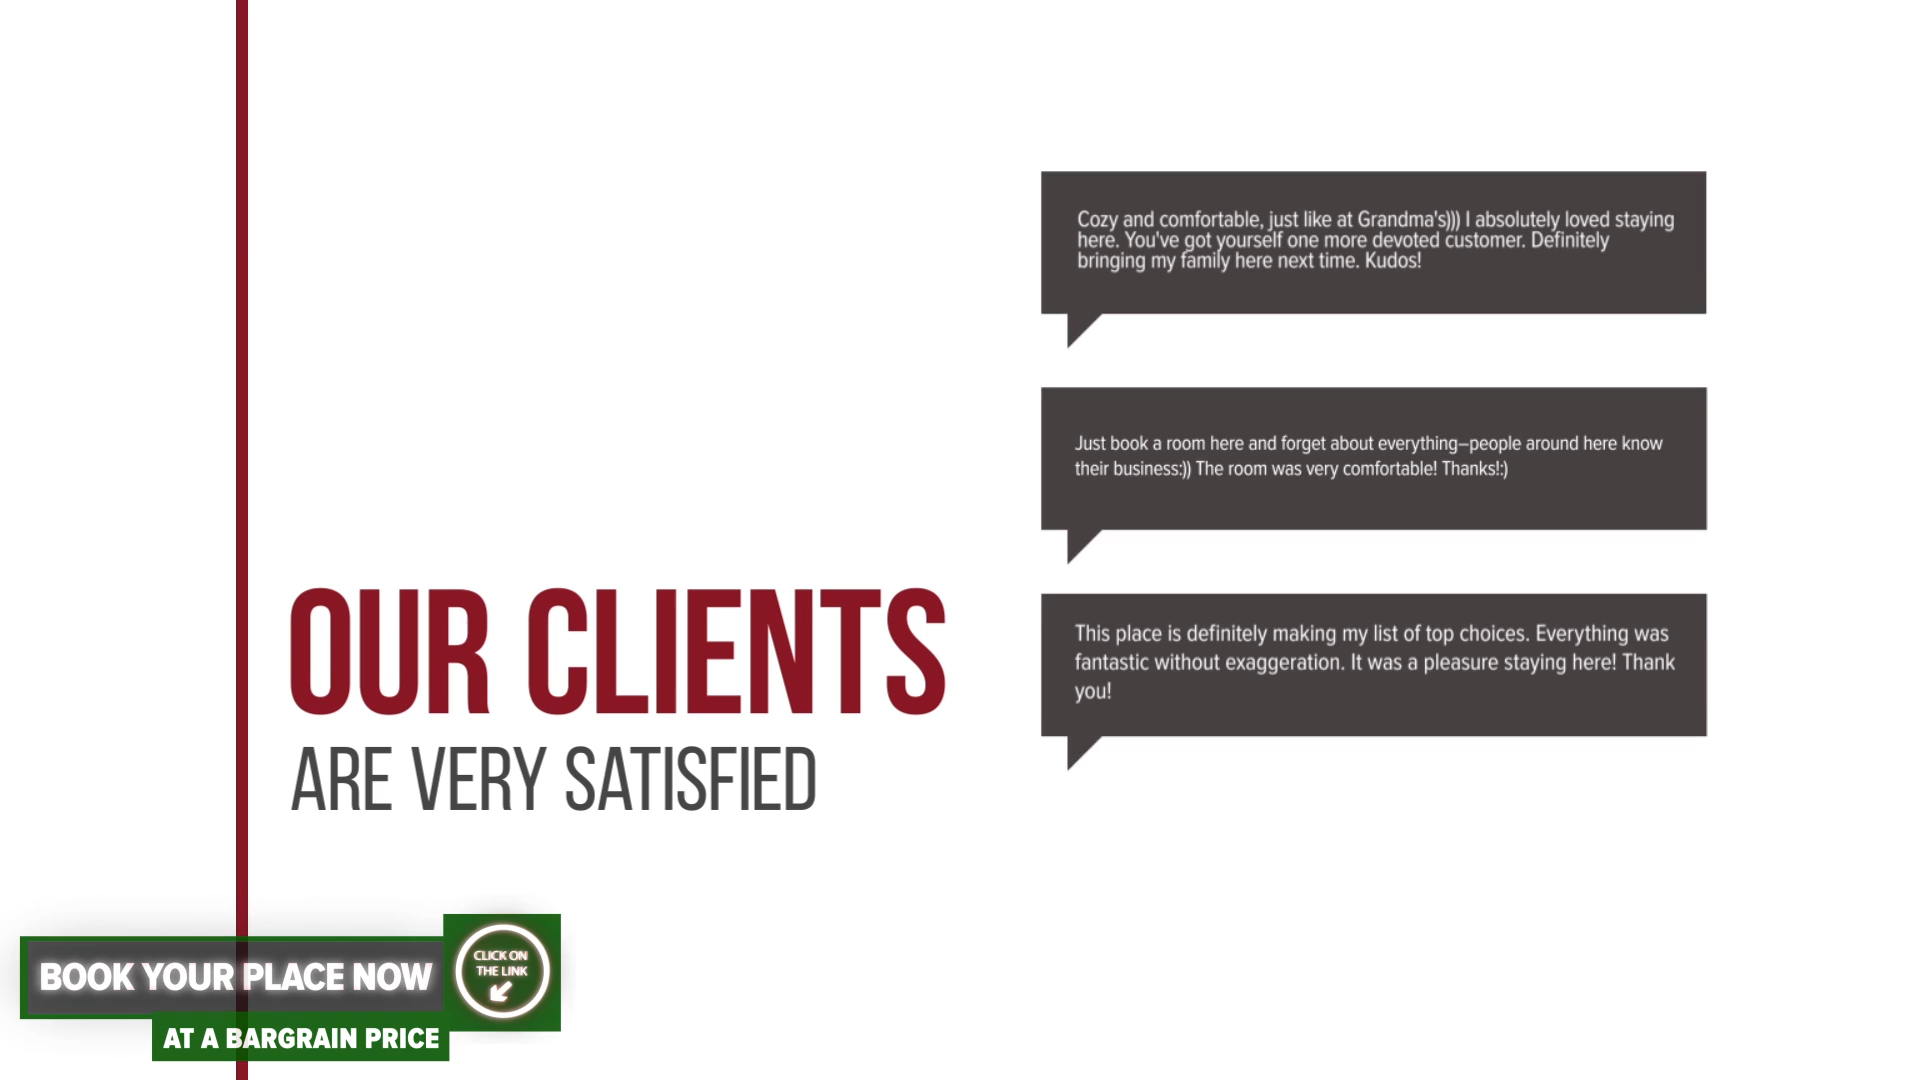 Cozy and comfortable, just like at Grandma's))) I absolutely loved staying
here. You've got yourself one more devoted customer. Definitely
bringing my family here next time. Kudos!
Just book a room here and forget about everything–people around here know
their business:)) The room was very comfortable! Thanks!:)
This place is definitely making my list of top choices. Everything was
fantastic without exaggeration. It was a pleasure staying here! Thank
you!
OUR CLIENTS
ARE VERY SATISFIED
BOOK YOUR PLACE NOW
CLICK ON
THE LINK
AT A BARGRAIN PRICE